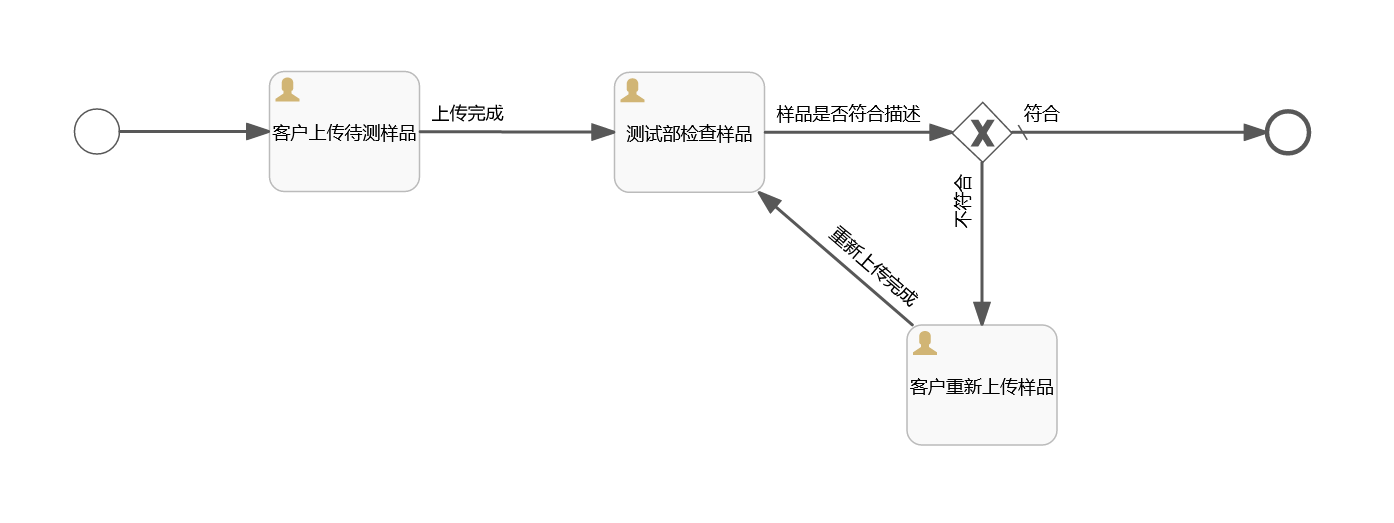 客户上传待测样品
上传完成
测试部检查样品
样品是否符合描述
符合
不符合
重新上传完成
客户重新上传样品